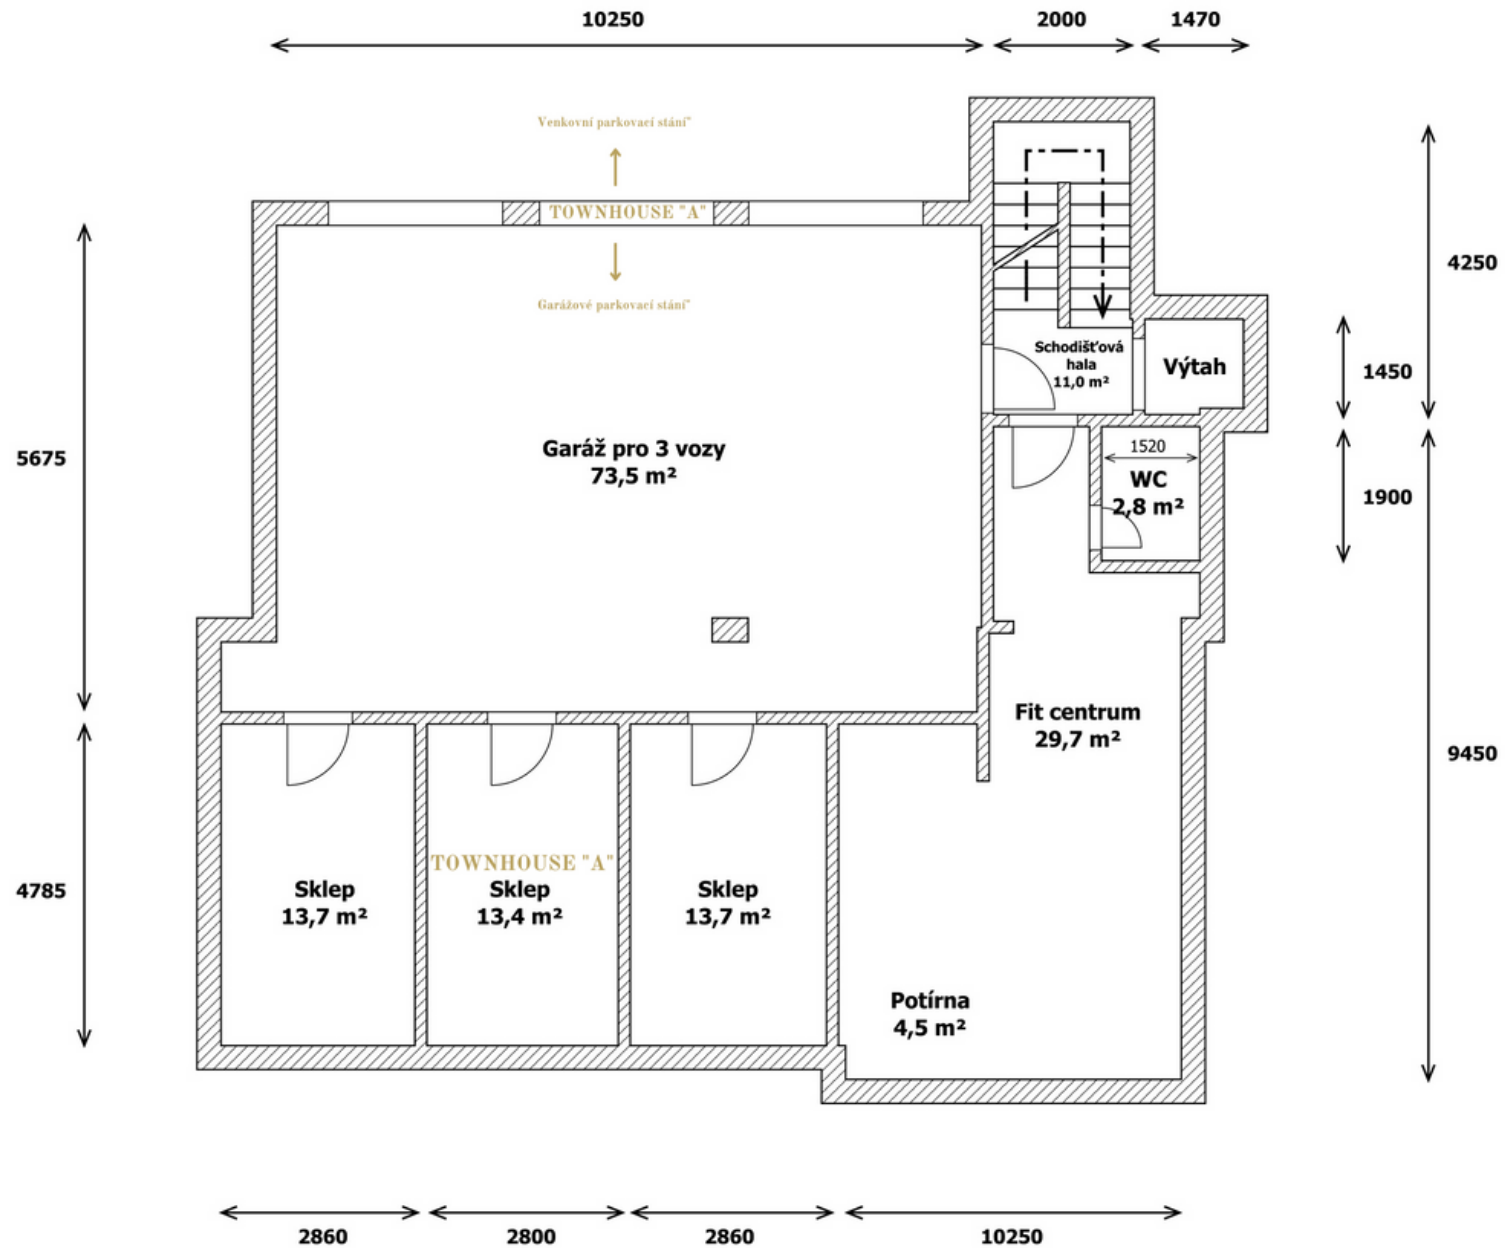 10250
2000
1470
Venkovní parkovací stání"
TOWNHOUSE "A"
Garážové parkovací stání"
4250
Schodišťová
hala
11,0 m²
Výtah
1450
5675
Garáž pro 3 vozy
73,5 m²
1520
WC
2,8 m²
1900
Fit centrum
29,7 m²
9450
4785
TOWNHOUSE "A"
Sklep
13,7 m²
Sklep
13,4 m²
Sklep
13,7 m²
Potírna
4,5 m²
2860
2800
2860
10250